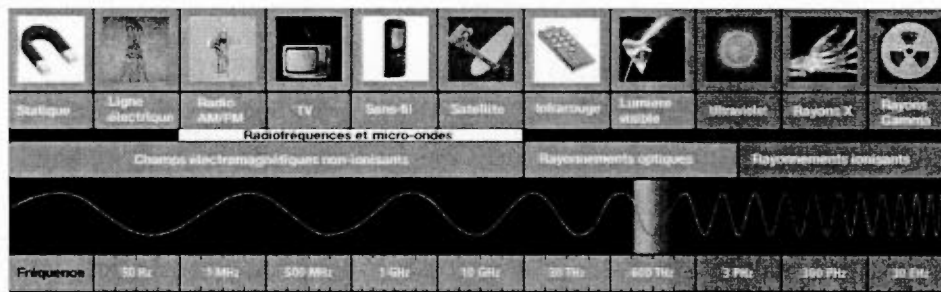 Statique Ligne électrique Radio AM/FM TV Sans-fil Satellite Infrarouge Lumière visible Ultraviolet Rayons X Rayons Gamma
Radiofréquences et micro-ondes
Champs électromagnétiques non-ionisants Rayonnements optiques Rayonnements ionisants
Fréquence 50 Hz 1 MHz 500 MHz 1 GHz 10 GHz 30 THz 600 THz 3 PHz 300 PHz 30 EHz